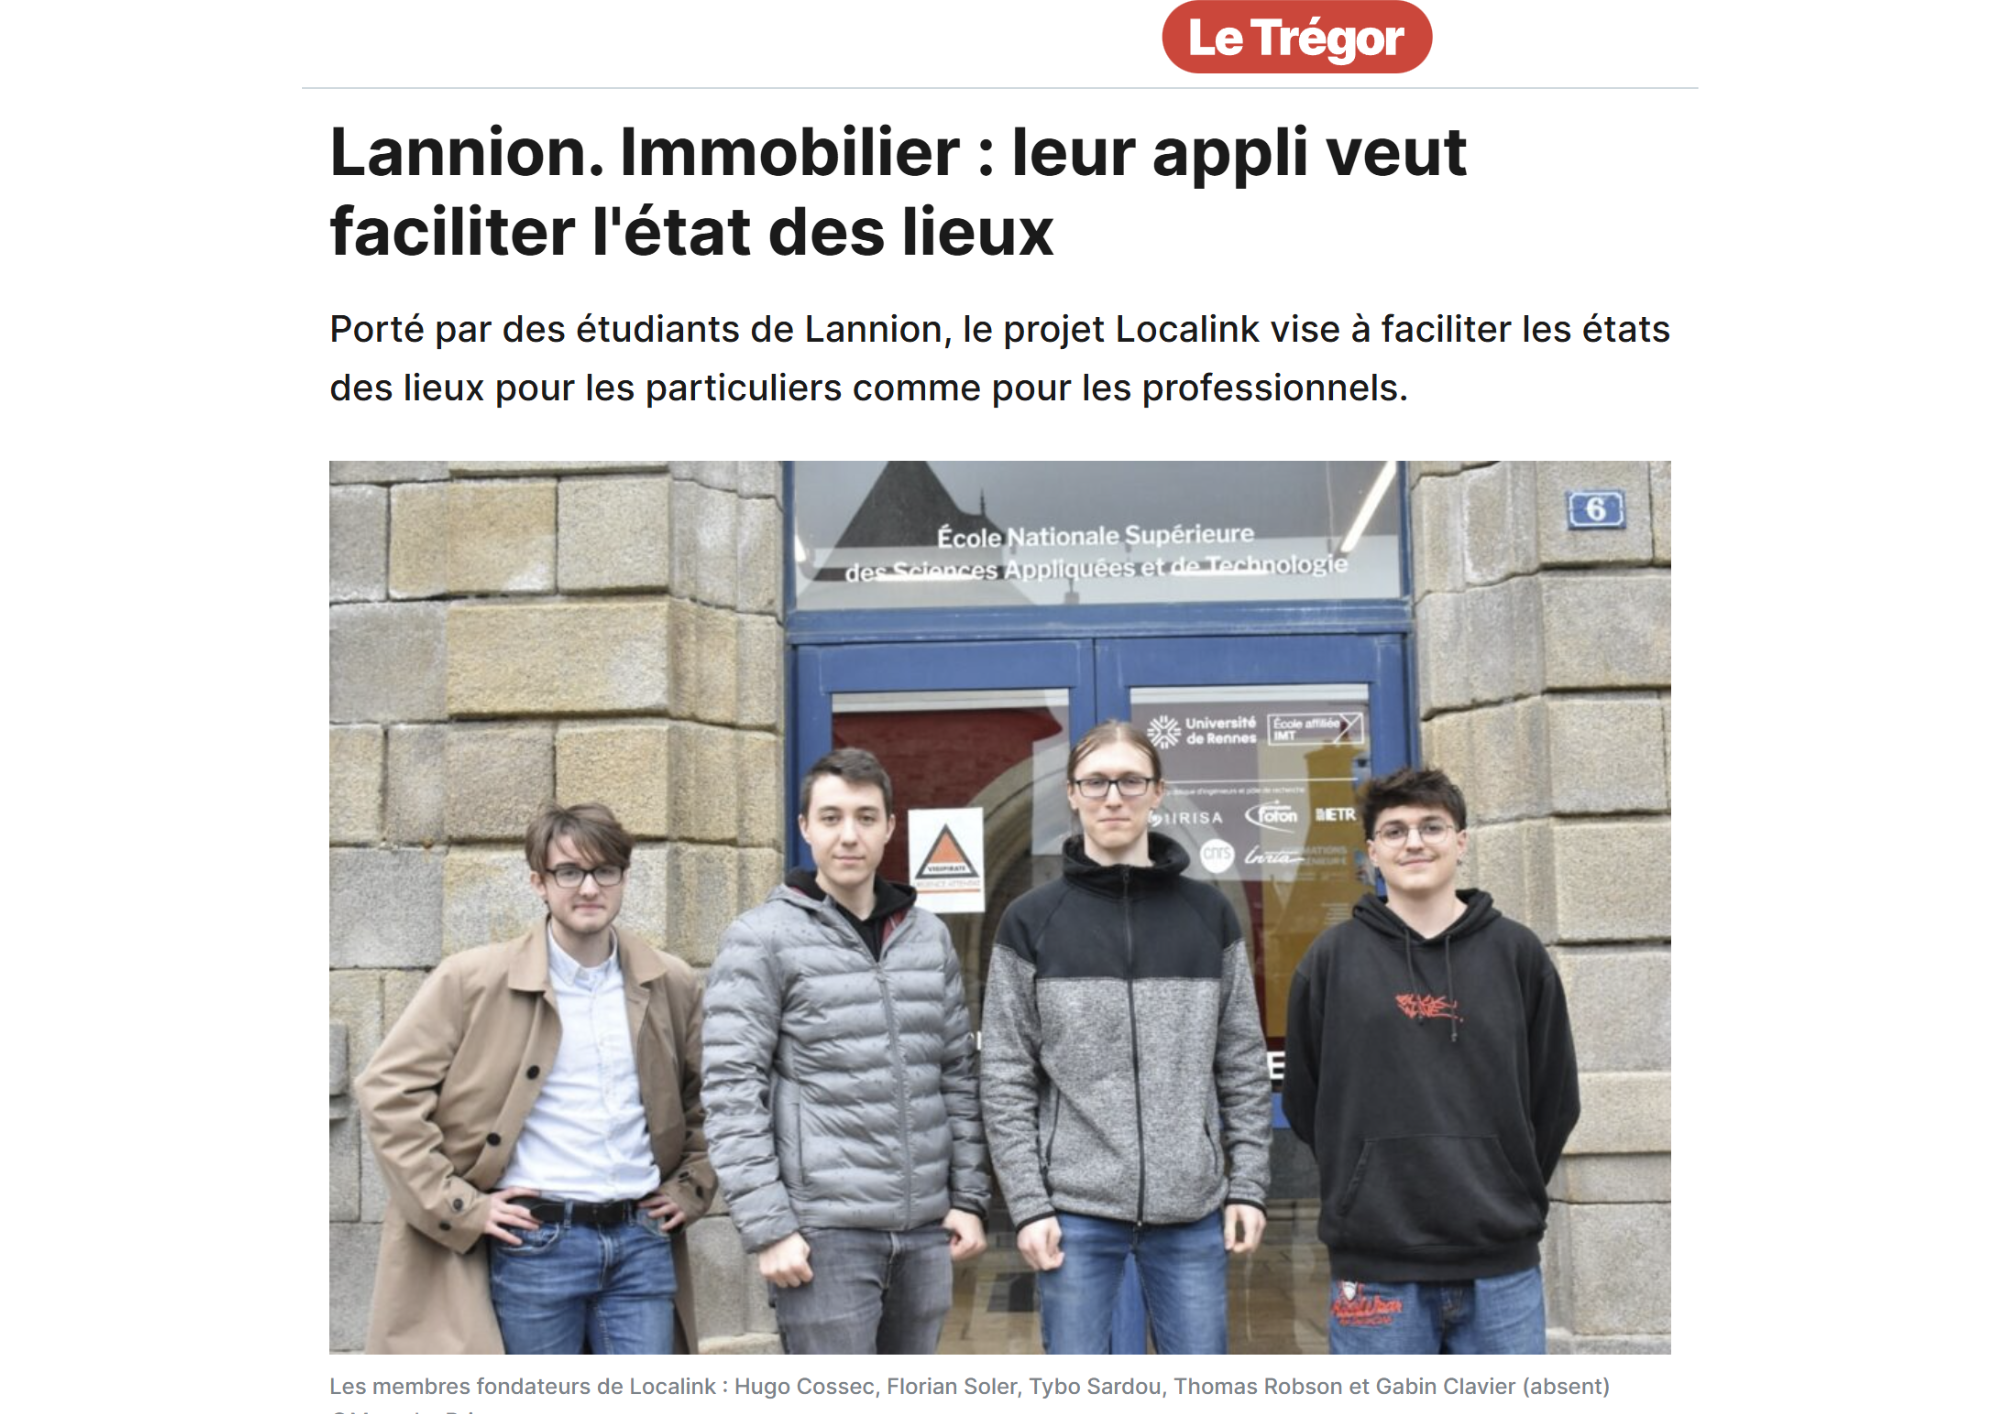 Le Trégor
Lannion. Immobilier : leur appli veut
faciliter l'état des lieux
Porté par des étudiants de Lannion, le projet Localink vise à faciliter les états
des lieux pour les particuliers comme pour les professionnels.
6
École Nationale Supérieure
des Sciences Appliquées et de Technologie
Université
de Rennes
École affiliée
IMT
IRISA
foton
IETR
cnrs
Inria
VIGIPIRATE
E
Les membres fondateurs de Localink : Hugo Cossec, Florian Soler, Tybo Sardou, Thomas Robson et Gabin Clavier (absent)